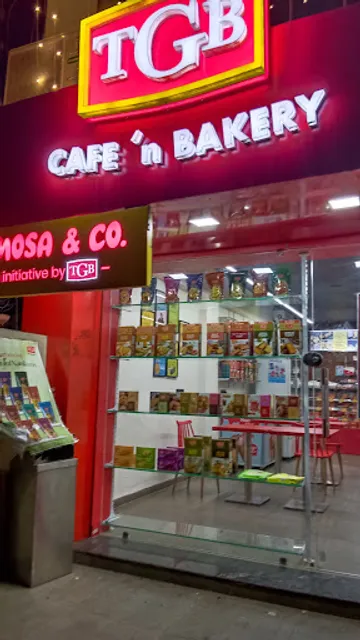 TGB
CAFE 'n BAKERY
MOSA & CO.
initiative by TGB